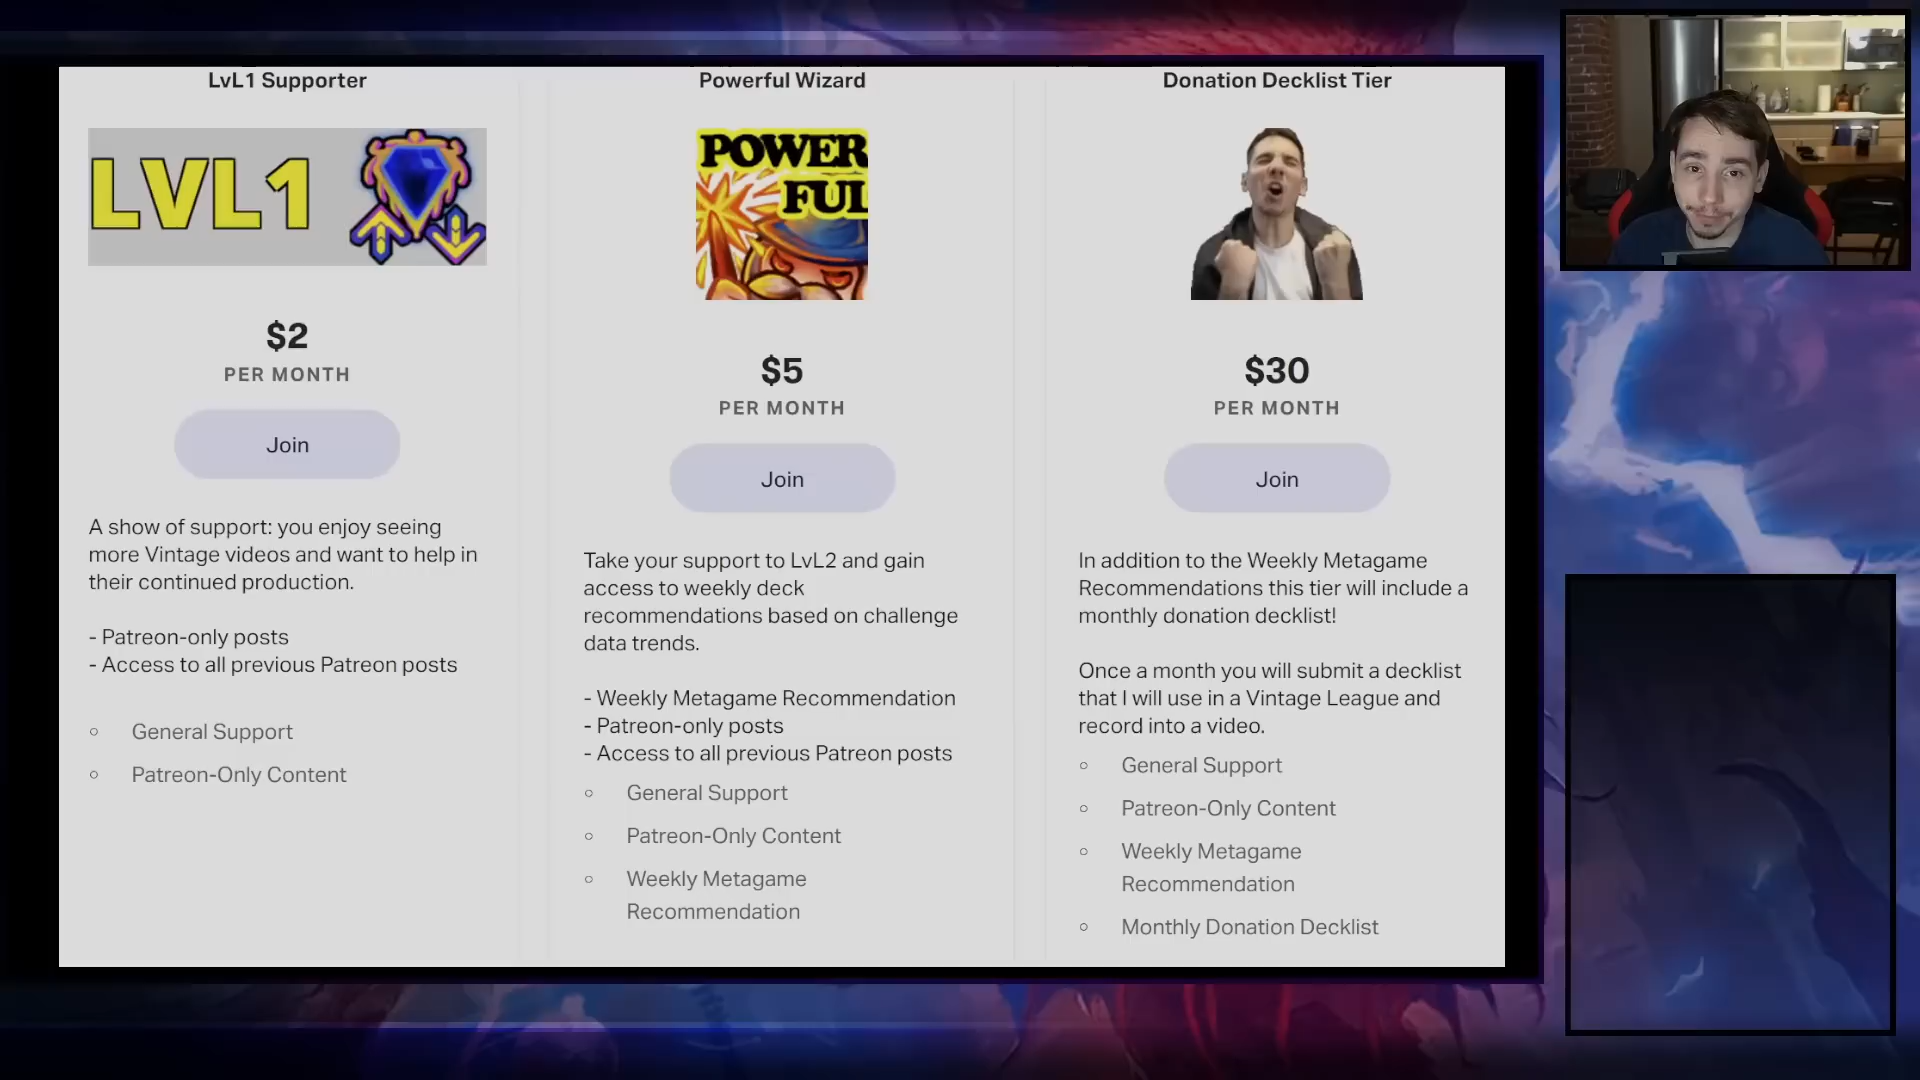 LvL1 Supporter
LVL1
$2
PER MONTH
Join
A show of support: you enjoy seeing
more Vintage videos and want to help in
their continued production.
- Patreon-only posts
- Access to all previous Patreon posts
General Support
Patreon-Only Content
Powerful Wizard
POWER
FUL
$5
PER MONTH
Join
Take your support to LvL2 and gain
access to weekly deck
recommendations based on challenge
data trends.
- Weekly Metagame Recommendation
- Patreon-only posts
- Access to all previous Patreon posts
General Support
Patreon-Only Content
Weekly Metagame
Recommendation
Donation Decklist Tier
$30
PER MONTH
Join
In addition to the Weekly Metagame
Recommendations this tier will include a
monthly donation decklist!
Once a month you will submit a decklist
that I will use in a Vintage League and
record into a video.
General Support
Patreon-Only Content
Weekly Metagame
Recommendation
Monthly Donation Decklist